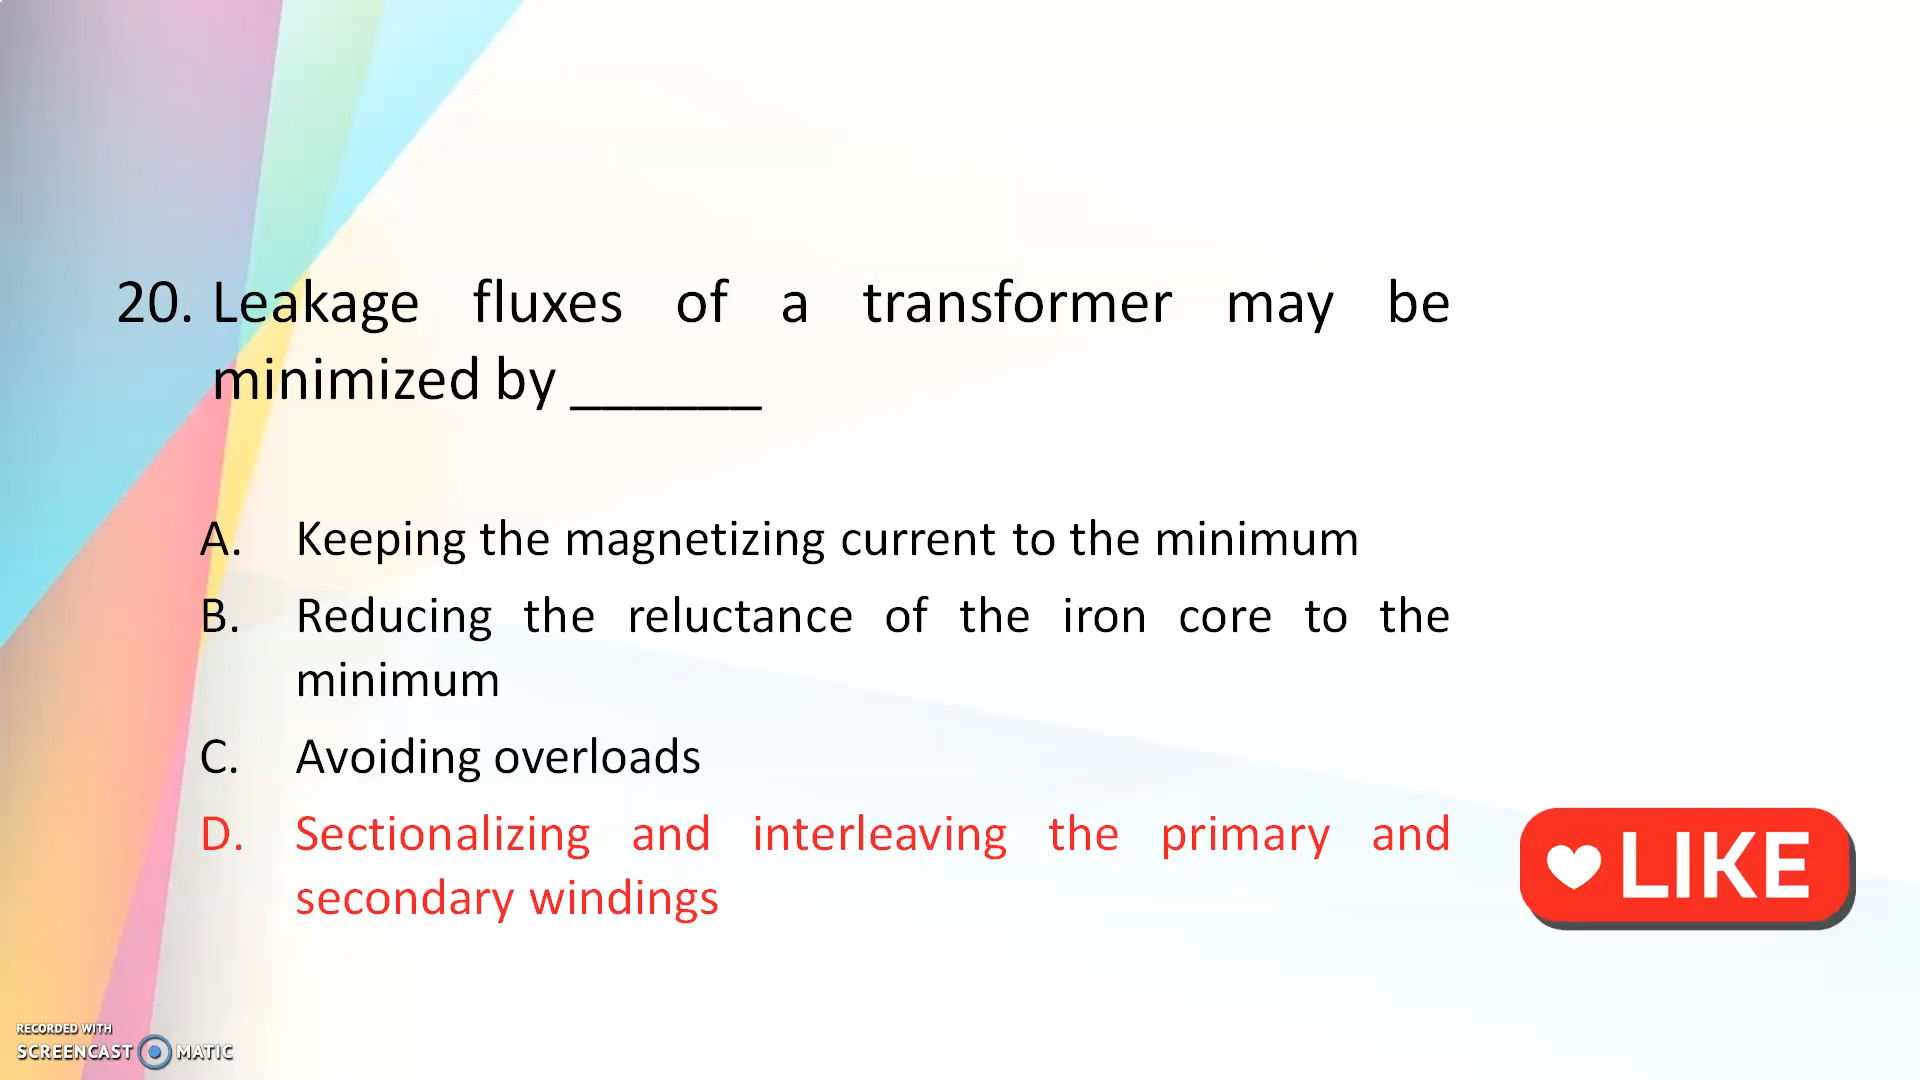 20. Leakage fluxes of a transformer may be
minimized by ______
A. Keeping the magnetizing current to the minimum
B. Reducing the reluctance of the iron core to the
minimum
C. Avoiding overloads
D. Sectionalizing and interleaving the primary and
secondary windings
LIKE
RECORDED WITH
SCREENCAST MATIC